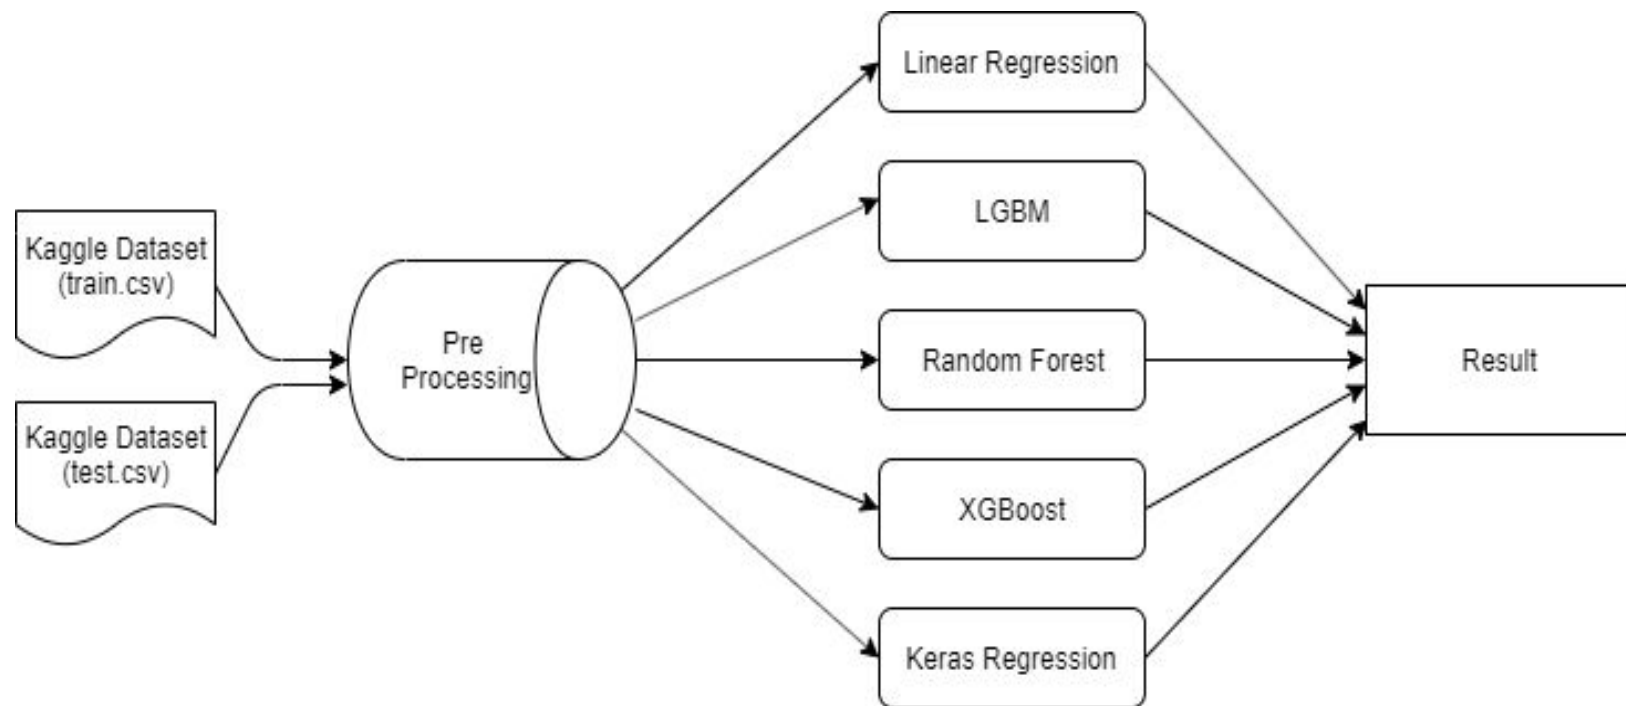 Kaggle Dataset
(train.csv)
Kaggle Dataset
(test.csv)
Pre
Processing
Linear Regression
LGBM
Random Forest
XGBoost
Keras Regression
Result